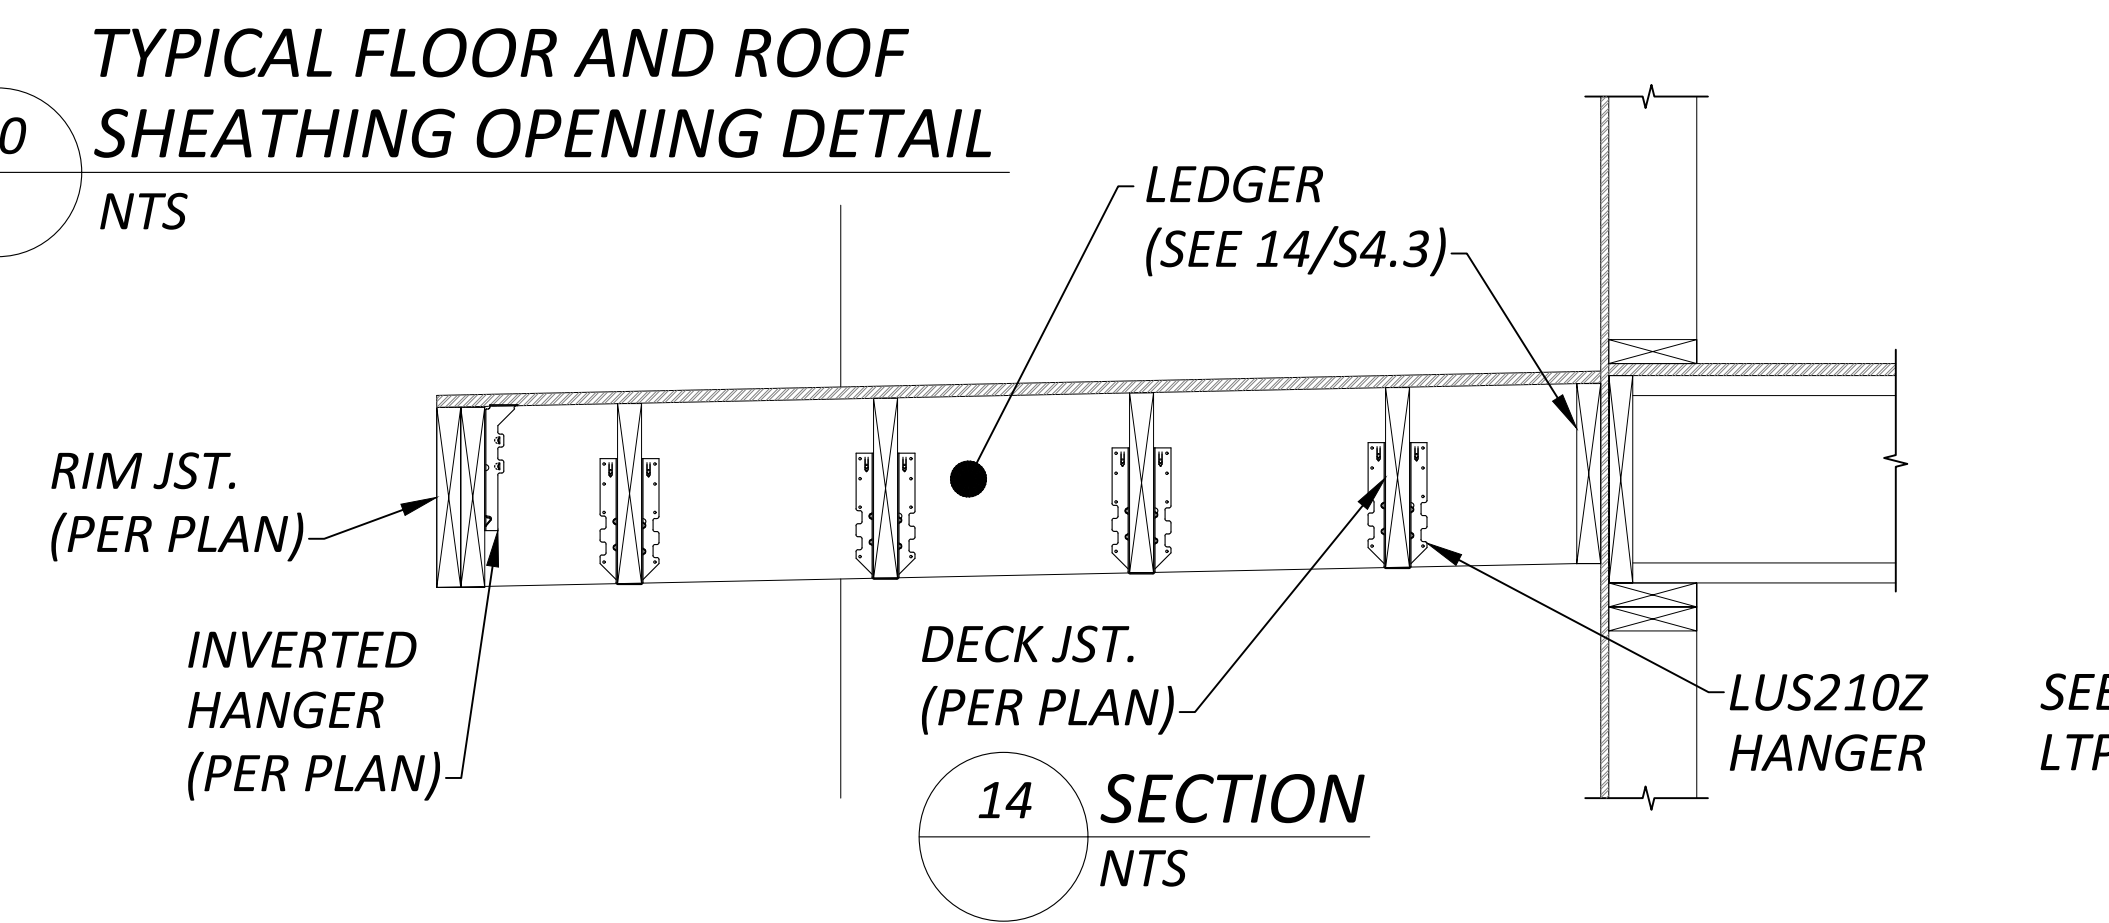 TYPICAL FLOOR AND ROOF
SHEATHING OPENING DETAIL
NTS
LEDGER
(SEE 14/S4.3)
RIM JST.
(PER PLAN)
INVERTED
HANGER
(PER PLAN)
DECK JST.
(PER PLAN)
LUS210Z
HANGER
14
SECTION
NTS